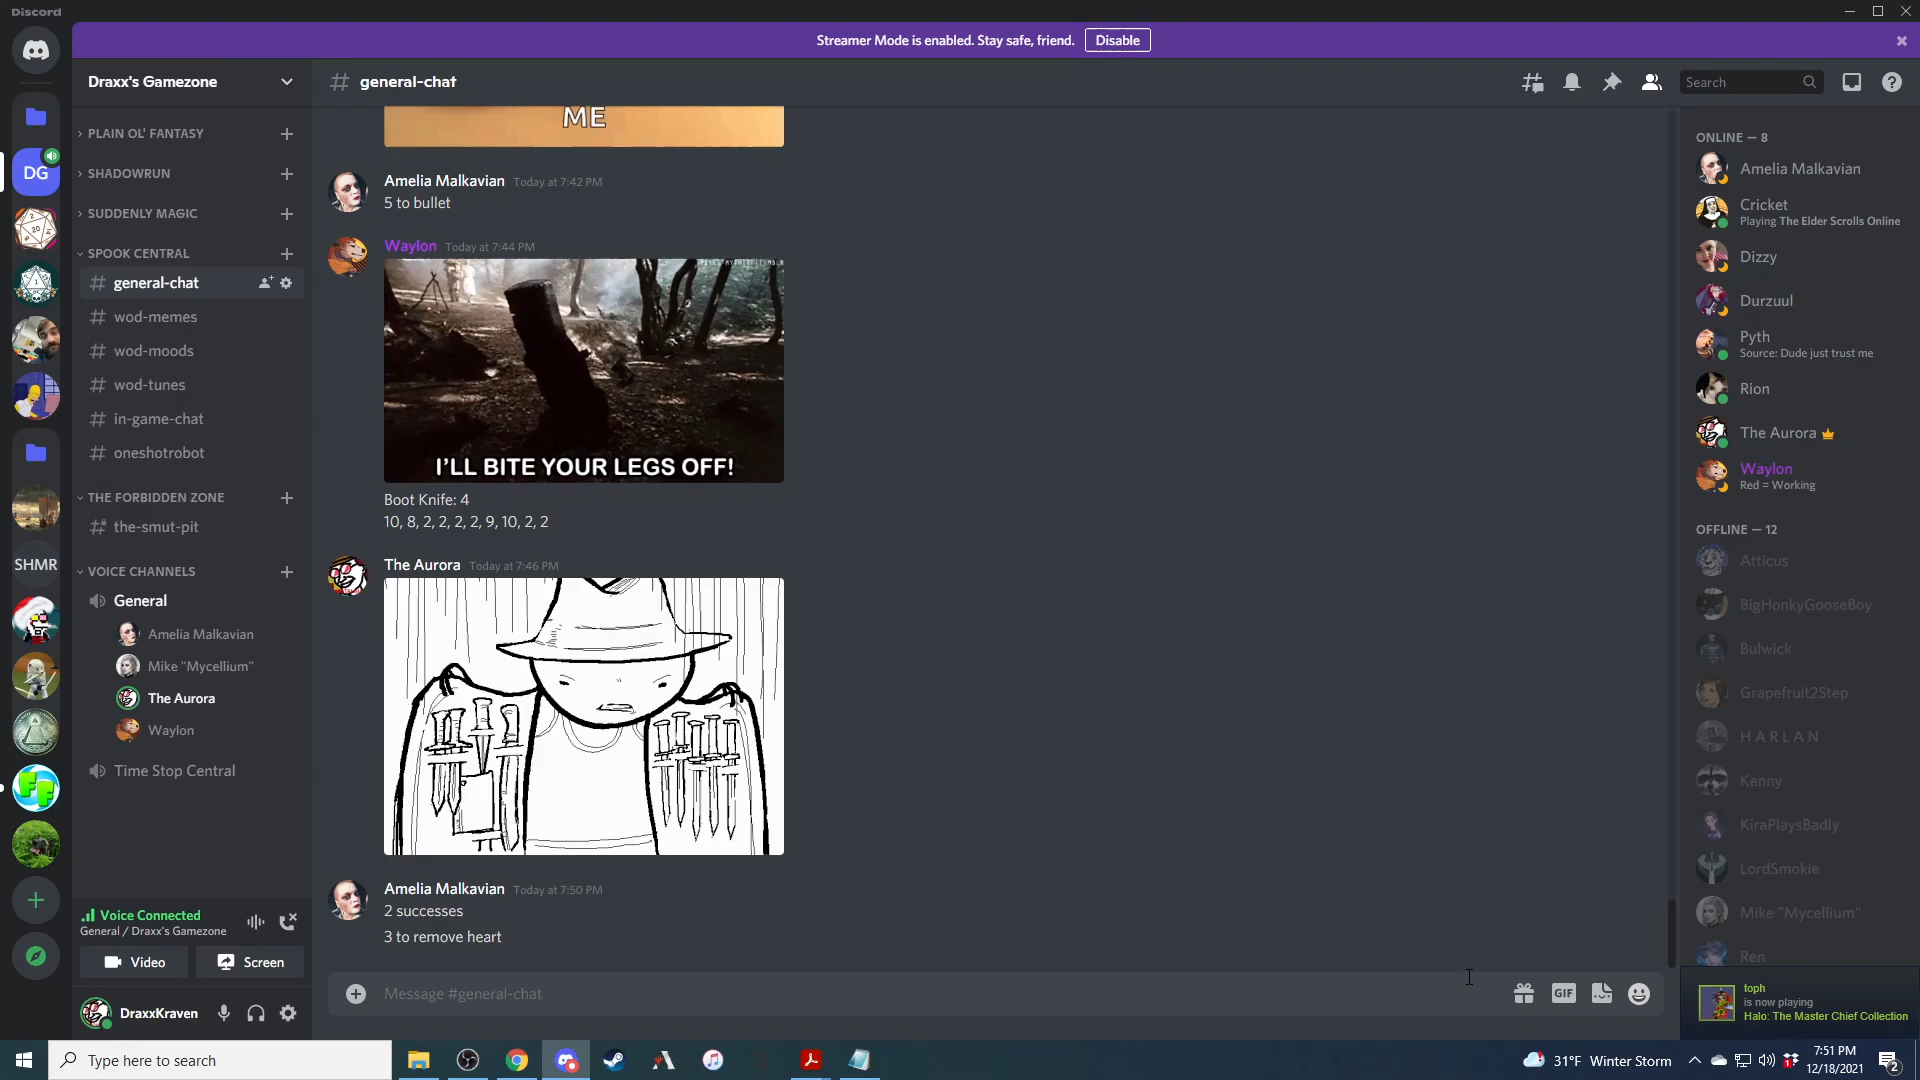 Discord
Streamer Mode is enabled. Stay safe, friend.
Disable
Draxx's Gamezone
general-chat
Search
DG
SHMR
FF
PLAIN OL' FANTASY
SHADOWRUN
SUDDENLY MAGIC
SPOOK CENTRAL
general-chat
wod-memes
wod-moods
wod-tunes
in-game-chat
oneshotrobot
THE FORBIDDEN ZONE
the-smut-pit
VOICE CHANNELS
General
Amelia Malkavian
Mike "Mycellium"
The Aurora
Waylon
Time Stop Central
Voice Connected
General / Draxx's Gamezone
Video
Screen
DraxxKraven
ME
Amelia Malkavian Today at 7:42 PM
5 to bullet
Waylon Today at 7:44 PM
I'LL BITE YOUR LEGS OFF!
Boot Knife: 4
10, 8, 2, 2, 2, 2, 9, 10, 2, 2
The Aurora Today at 7:46 PM
Amelia Malkavian Today at 7:50 PM
2 successes
3 to remove heart
Message #general-chat
GIF
ONLINE — 8
Amelia Malkavian
Cricket
Playing The Elder Scrolls Online
Dizzy
Durzuul
Pyth
Source: Dude just trust me
Rion
The Aurora
Waylon
Red = Working
OFFLINE — 12
Atticus
BigHonkyGooseBoy
Bulwick
Grapefruit2Step
H A R L A N
Kenny
KiraPlaysBadly
LordSmokie
Mike "Mycellium"
Ren
toph
is now playing
Halo: The Master Chief Collection
Type here to search
31°F Winter Storm
7:51 PM
12/18/2021
2